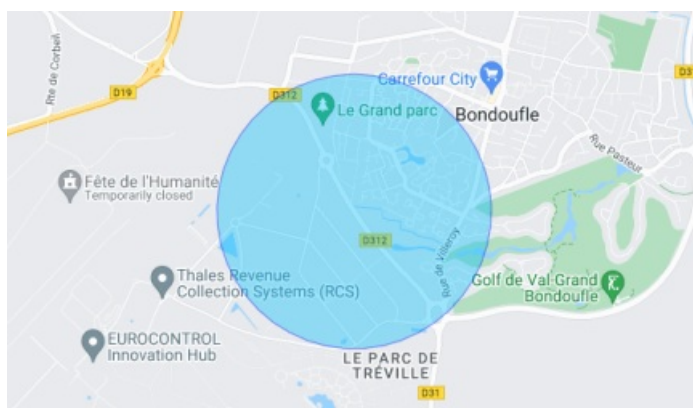 Rte de Corbeil
D19
D312
Le Grand parc
Carrefour City
Bondoufle
D3
Rue Pasteur
Fête de l'Humanité
Temporarily closed
D312
Rue de Villeroy
Thales Revenue
Collection Systems (RCS)
Golf de Val-Grand
Bondoufle
EUROCONTROL
Innovation Hub
LE PARC DE
TRÉVILLE
D31